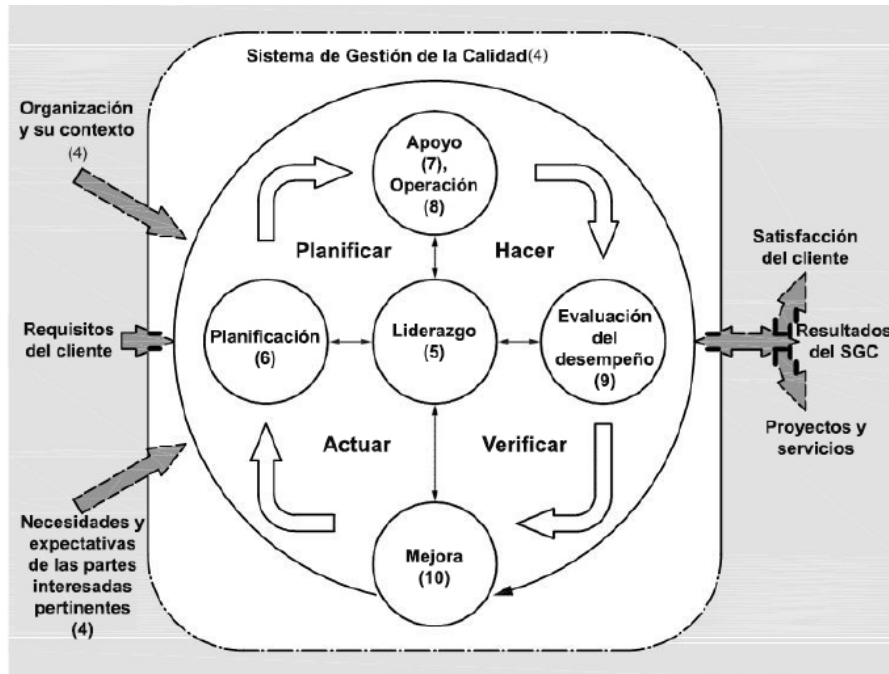 Sistema de Gestión de la Calidad(4)
Organización
y su contexto
(4)
Apoyo
(7),
Operación
(8)
Planificar
Hacer
Satisfacción
del cliente
Requisitos
del cliente
Planificación
(6)
Liderazgo
(5)
Evaluación
del
desempeño
(9)
Resultados
del SGC
Actuar
Verificar
Proyectos y
servicios
Necesidades y
expectativas
de las partes
interesadas
pertinentes
(4)
Mejora
(10)